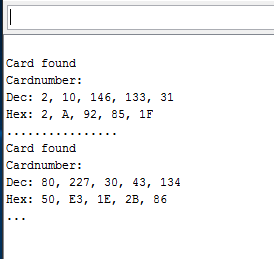 Card found
Cardnumber:
Dec: 2, 10, 146, 133, 31
Hex: 2, A, 92, 85, 1F
................
Card found
Cardnumber:
Dec: 80, 227, 30, 43, 134
Hex: 50, E3, 1E, 2B, 86
...